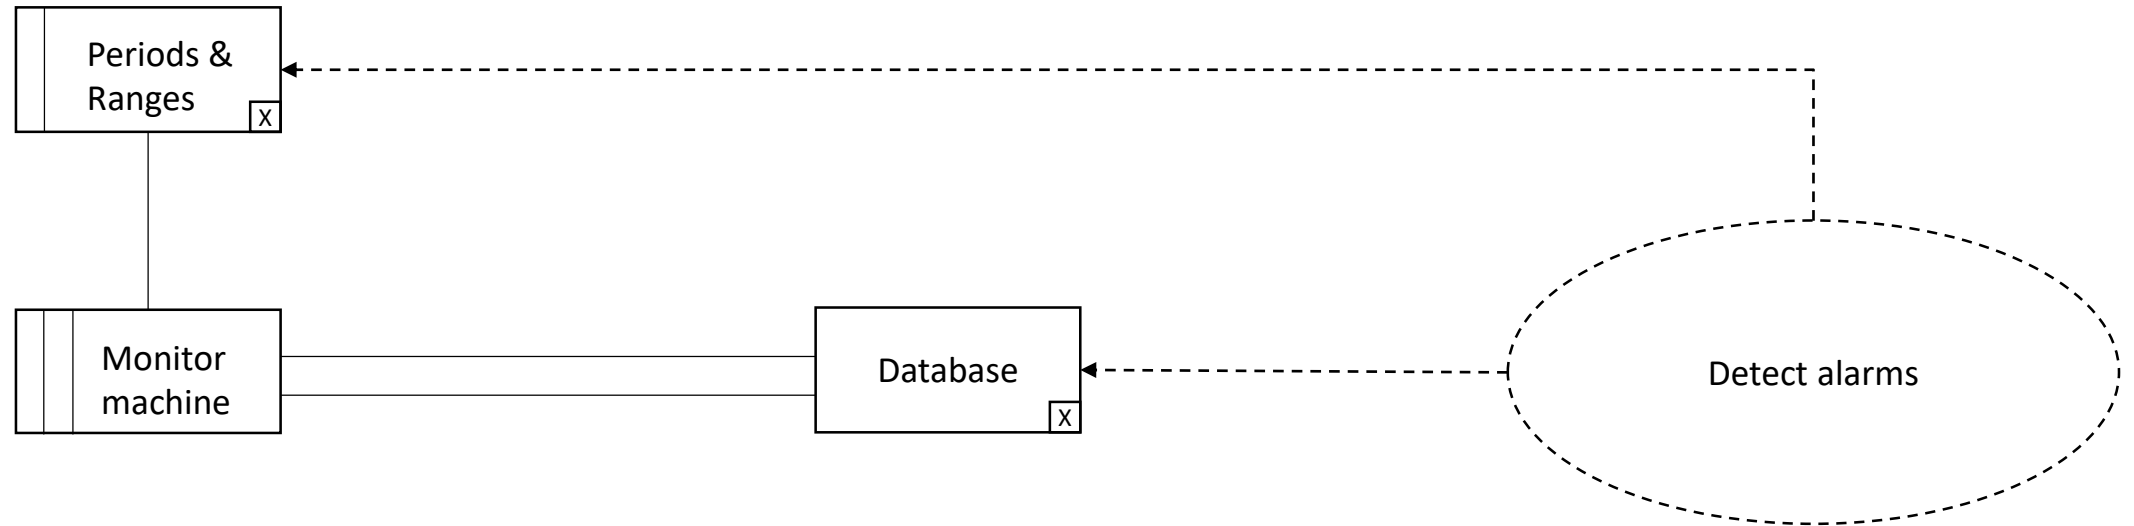 Periods &
Ranges
X
Monitor
machine
Database
X
Detect alarms